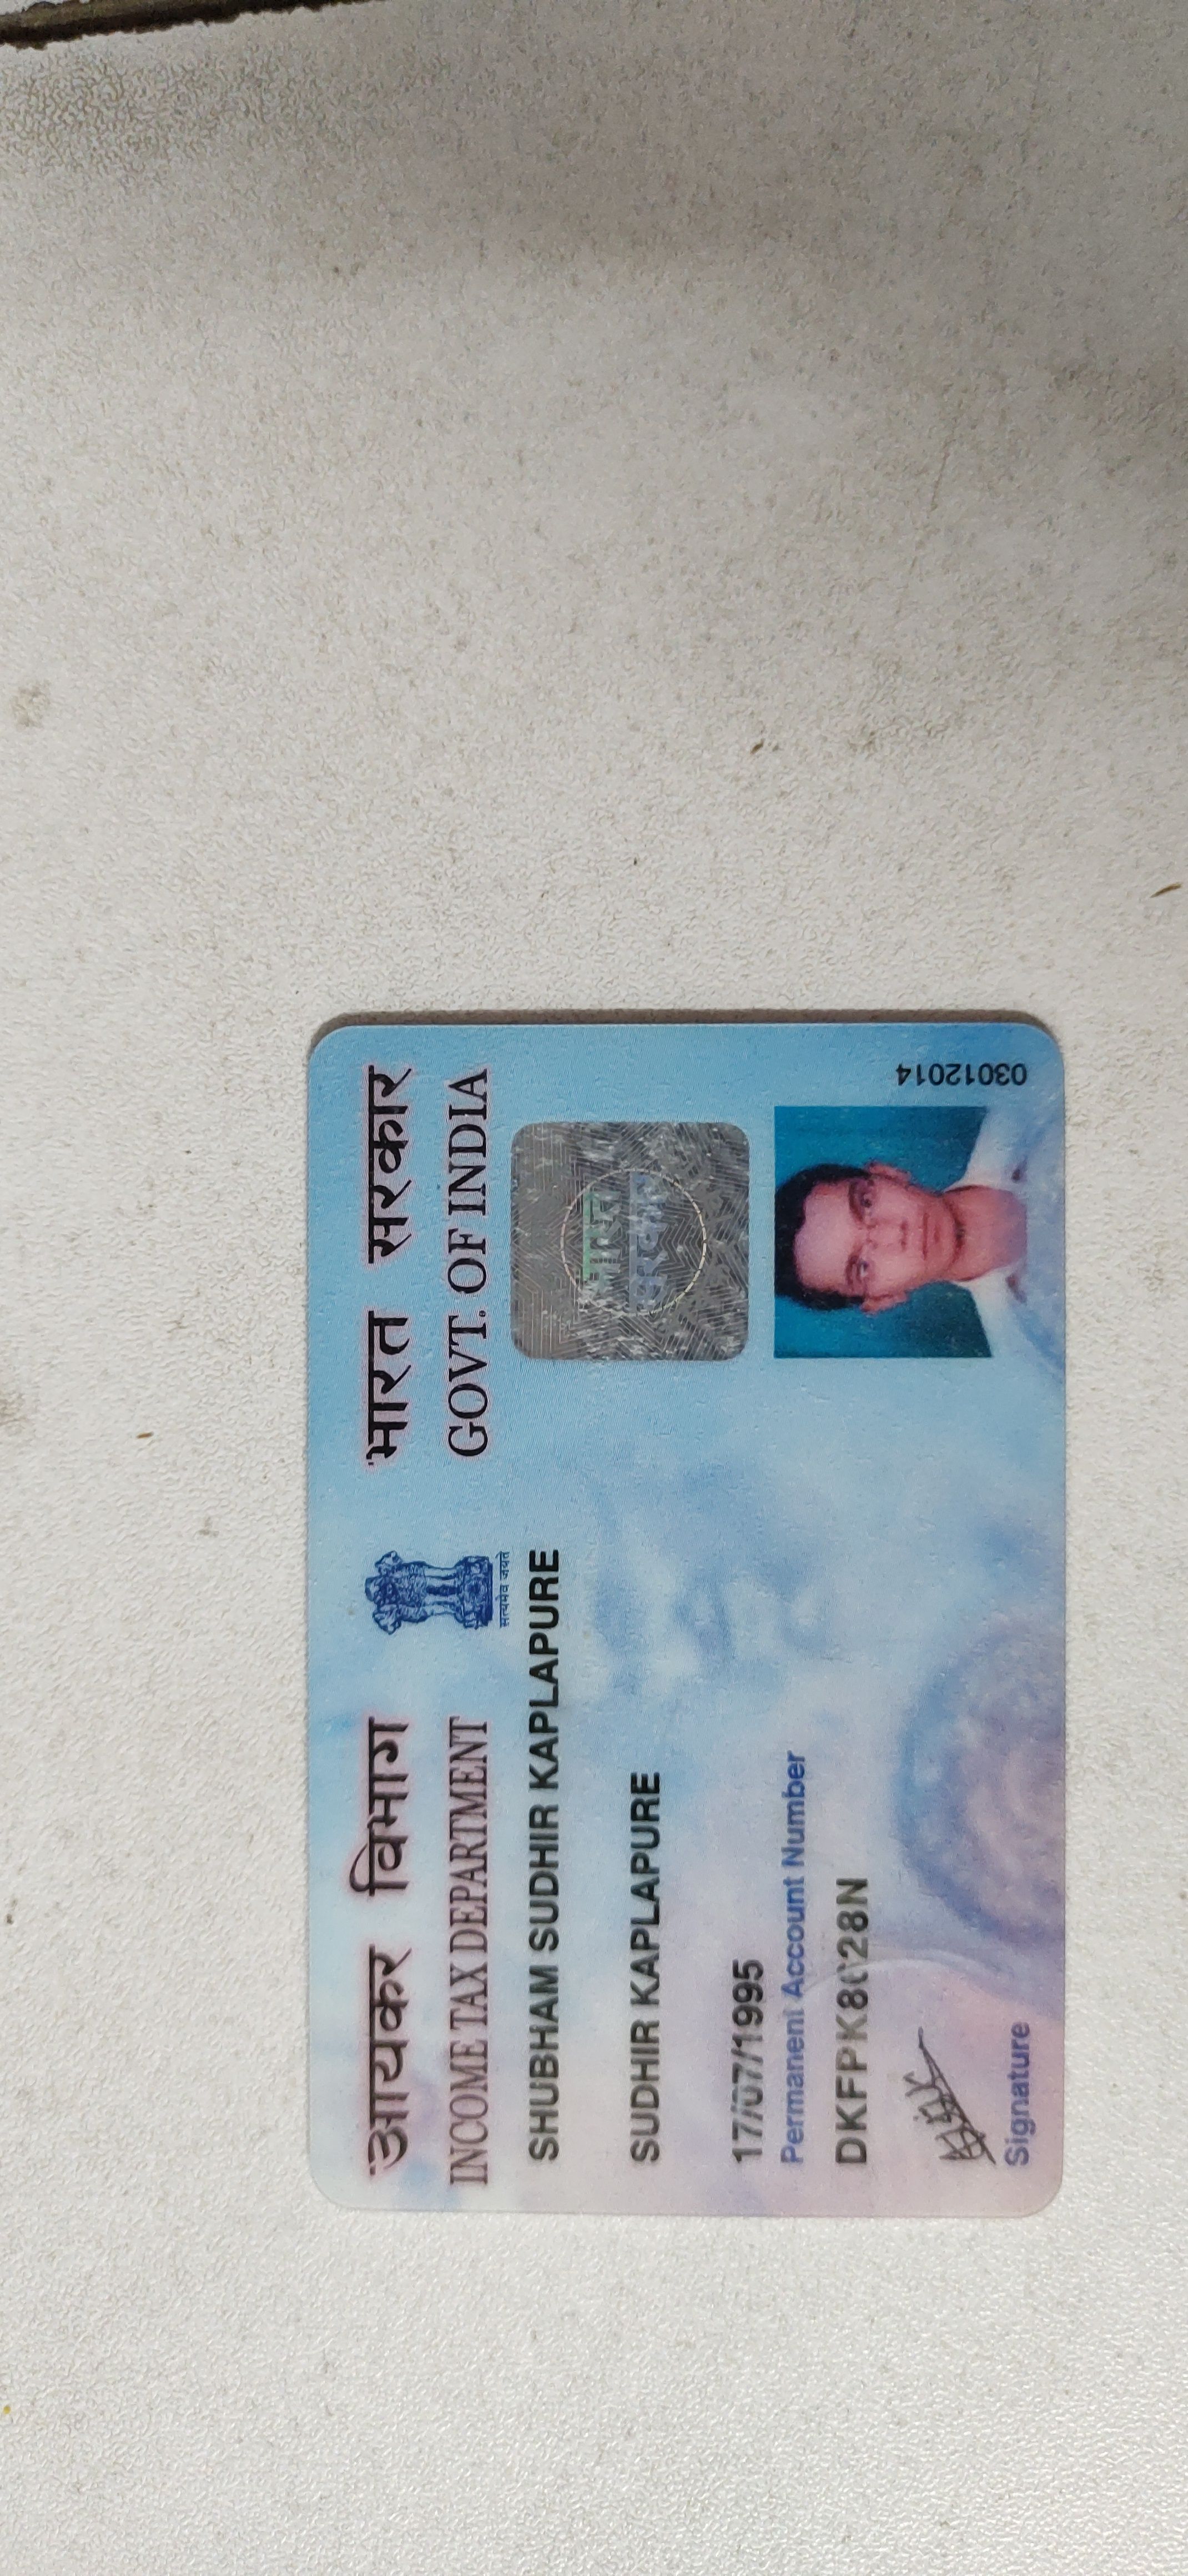 आयकर विभाग
INCOME TAX DEPARTMENT
सत्यमेव जयते
भारत सरकार
GOVT. OF INDIA
SHUBHAM SUDHIR KAPLAPURE
SUDHIR KAPLAPURE
17/07/1995
Permanent Account Number
भारत
सरकार
Signature
03012014